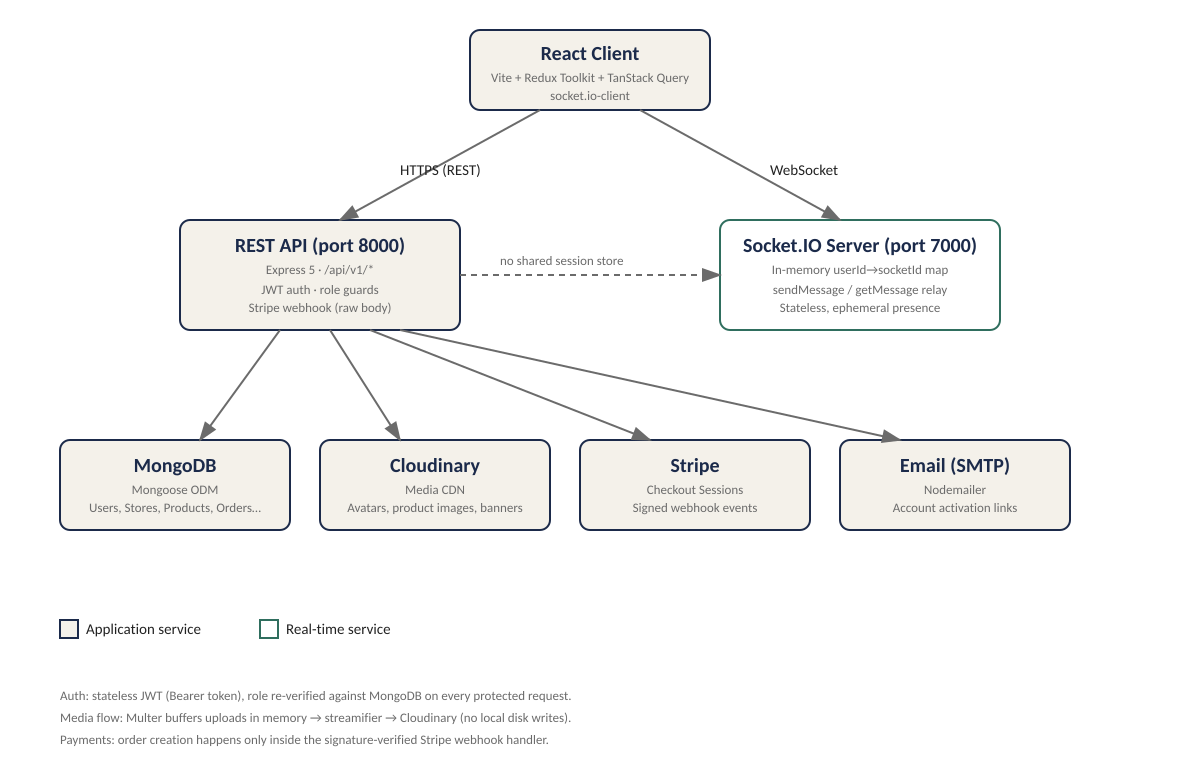 React Client
Vite + Redux Toolkit + TanStack Query
socket.io-client
HTTPS (REST)
WebSocket
REST API (port 8000)
Express 5 · /api/v1/*
JWT auth · role guards
Stripe webhook (raw body)
no shared session store
Socket.IO Server (port 7000)
In-memory userId→socketId map
sendMessage / getMessage relay
Stateless, ephemeral presence
MongoDB
Mongoose ODM
Users, Stores, Products, Orders...
Cloudinary
Media CDN
Avatars, product images, banners
Stripe
Checkout Sessions
Signed webhook events
Email (SMTP)
Nodemailer
Account activation links
Application service
Real-time service
Auth: stateless JWT (Bearer token), role re-verified against MongoDB on every protected request.
Media flow: Multer buffers uploads in memory → streamifier → Cloudinary (no local disk writes).
Payments: order creation happens only inside the signature-verified Stripe webhook handler.